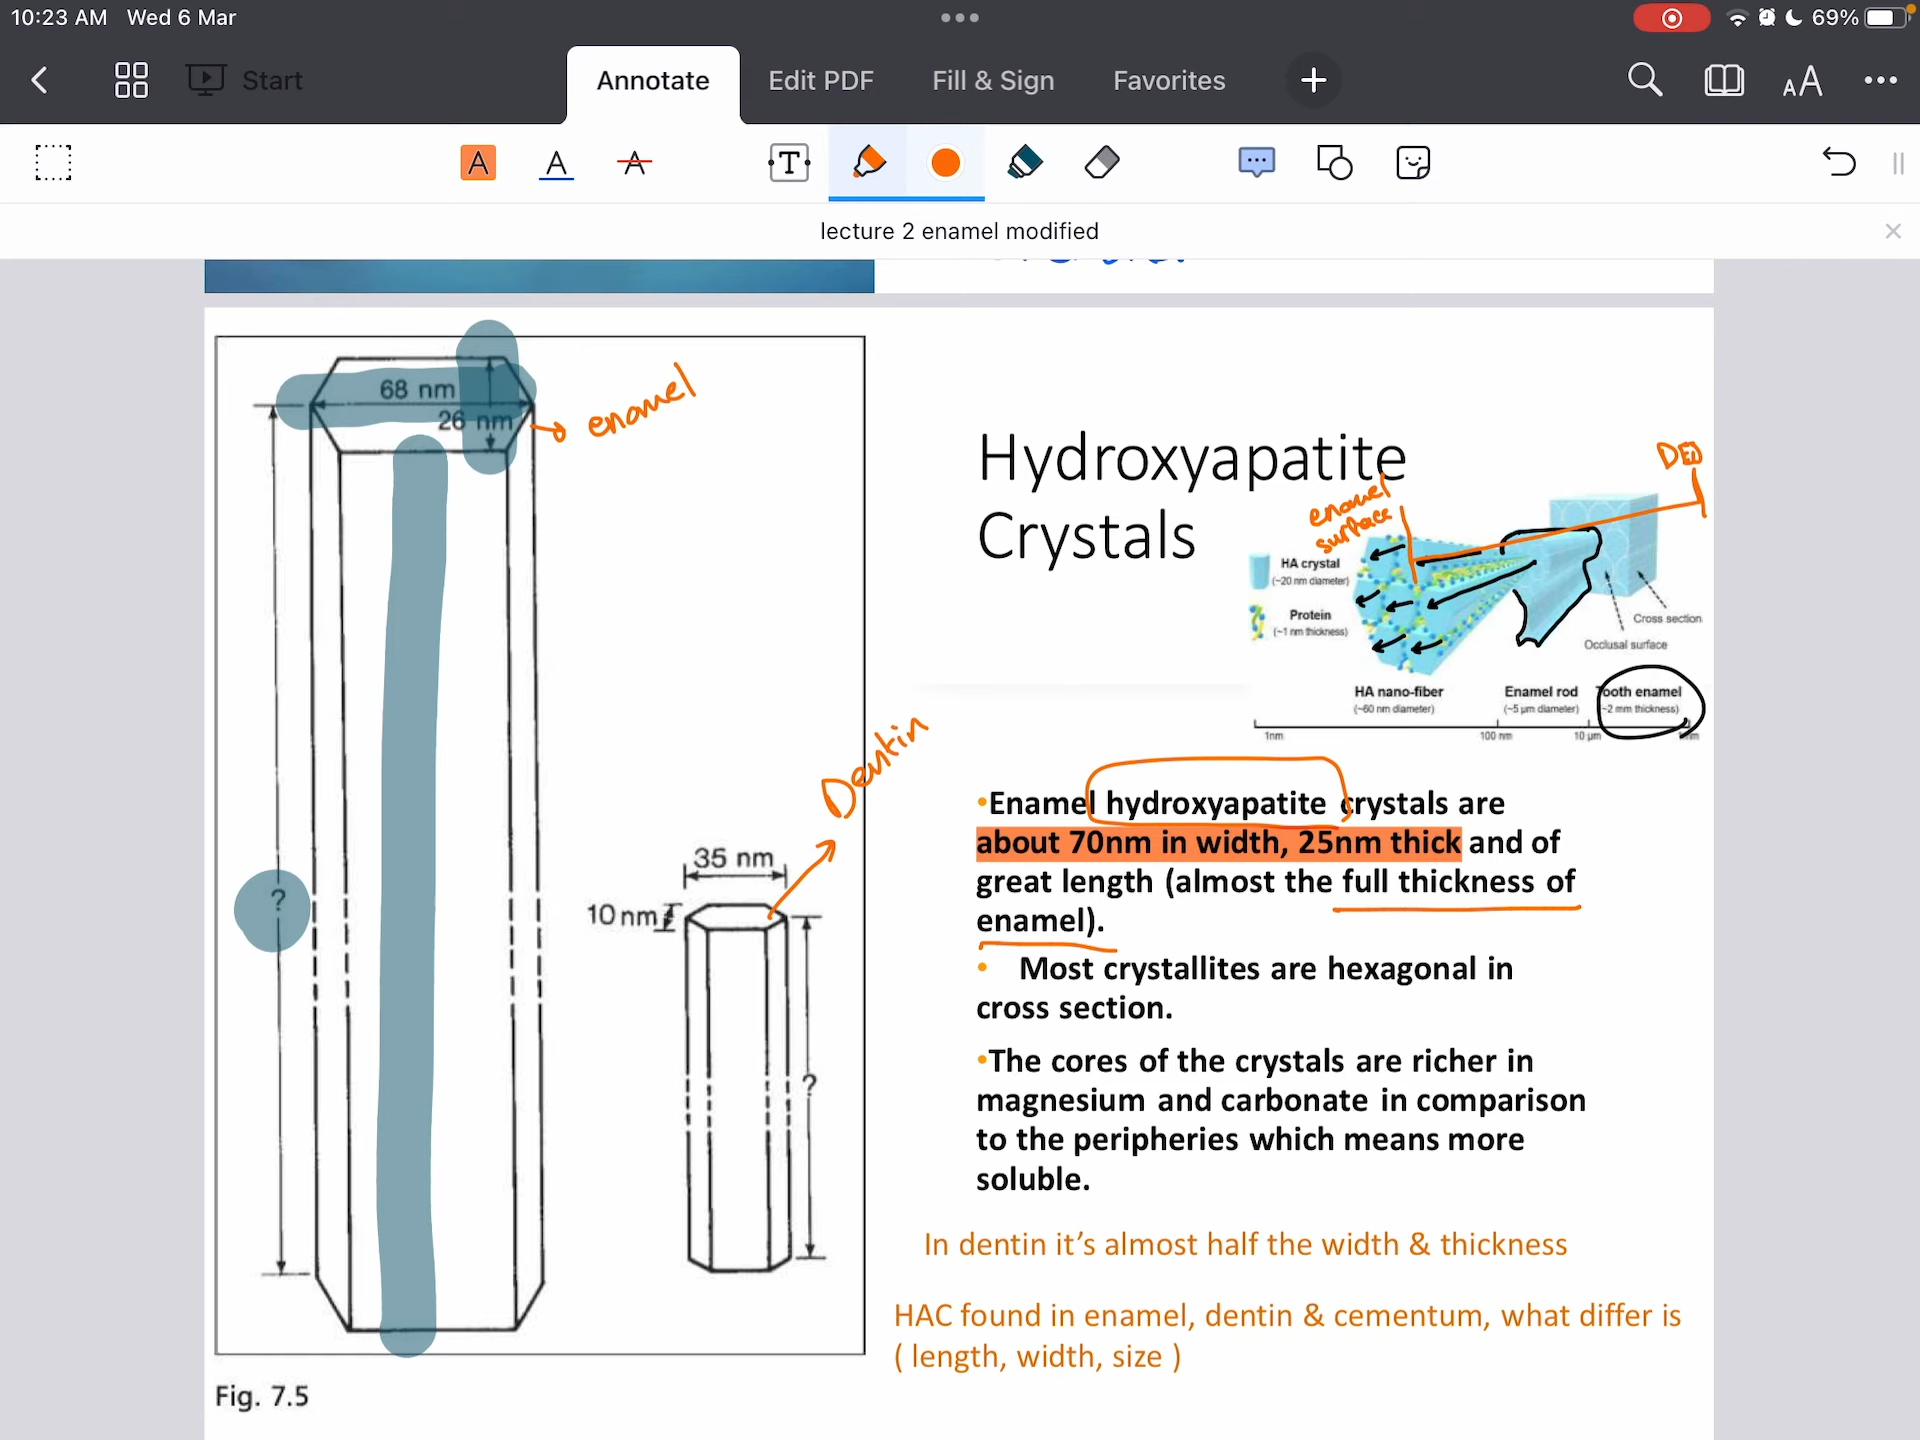 10:23 AM Wed 6 Mar
69%
Start
Annotate
Edit PDF
Fill & Sign
Favorites
AA
A
A
A
T
lecture 2 enamel modified
68 nm
26 nm
enamel
?
Dentin
35 nm
10 nm
?
Fig. 7.5
Hydroxyapatite
Crystals
DEJ
enamel
surface
HA crystal
(~20 nm diameter)
Protein
(~1 nm thickness)
Cross section
Occlusal surface
HA nano-fiber
(~60 nm diameter)
Enamel rod
(~5 μm diameter)
Tooth enamel
~2 mm thickness)
1nm
100 nm
10 μm
•Enamel hydroxyapatite crystals are
about 70nm in width, 25nm thick and of
great length (almost the full thickness of
enamel).
• Most crystallites are hexagonal in
cross section.
•The cores of the crystals are richer in
magnesium and carbonate in comparison
to the peripheries which means more
soluble.
In dentin it's almost half the width & thickness
HAC found in enamel, dentin & cementum, what differ is
( length, width, size )